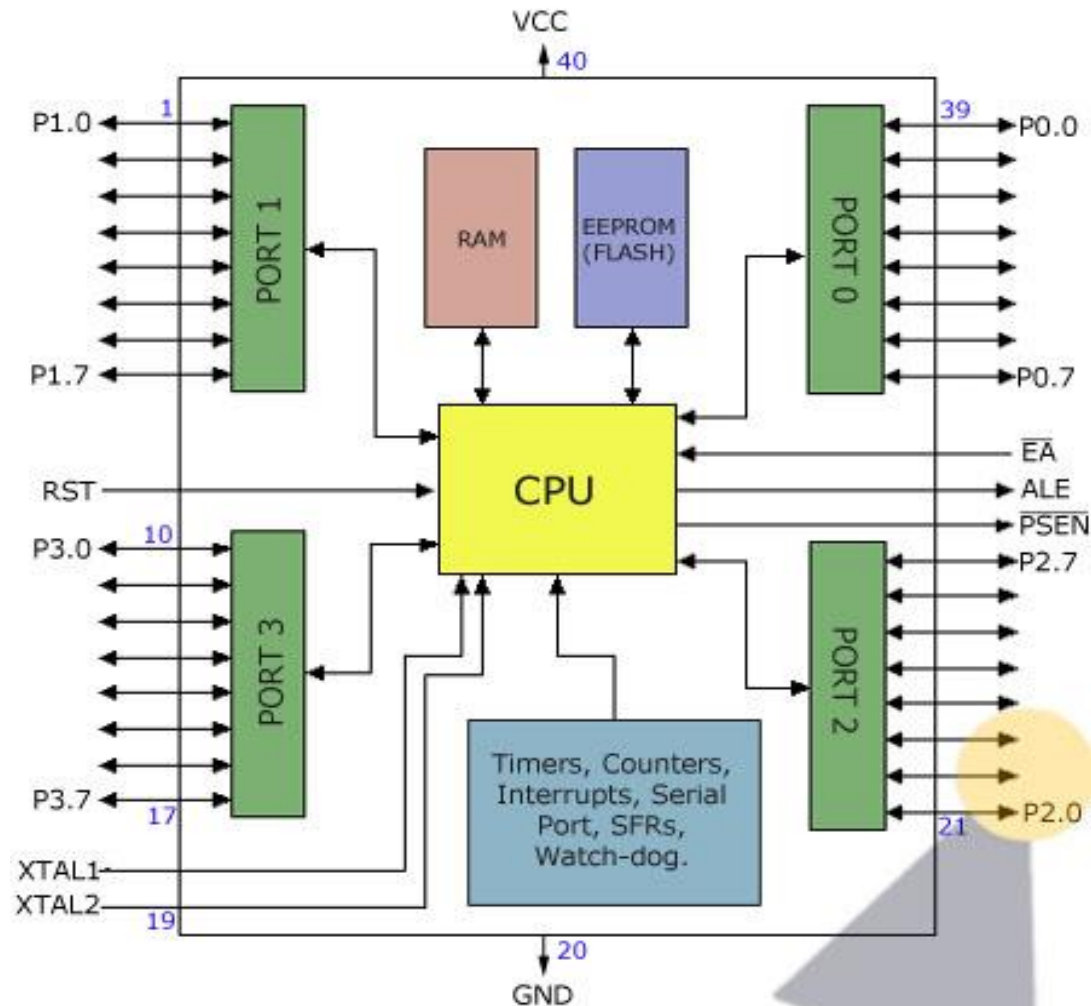 VCC
40
1
39
P1.0
P0.0
PORT 1
RAM
EEPROM
(FLASH)
PORT 0
P1.7
P0.7
CPU
EA
RST
ALE
PSEN
10
P3.0
P2.7
PORT 3
PORT 2
Timers, Counters,
Interrupts, Serial
Port, SFRs,
Watch-dog.
P3.7
17
P2.0
21
XTAL1
XTAL2
19
20
GND